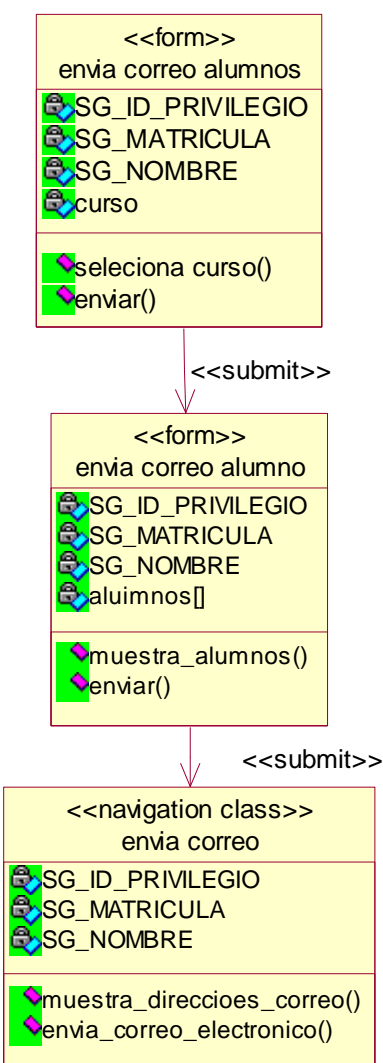 <<form>>
envia correo alumnos
SG_ID_PRIVILEGIO
SG_MATRICULA
SG_NOMBRE
curso
seleciona curso()
enviar()
<<submit>>
<<form>>
envia correo alumno
SG_ID_PRIVILEGIO
SG_MATRICULA
SG_NOMBRE
aluimnos[]
muestra_alumnos()
enviar()
<<submit>>
<<navigation class>>
envia correo
SG_ID_PRIVILEGIO
SG_MATRICULA
SG_NOMBRE
muestra_direccioes_correo()
envia_correo_electronico()